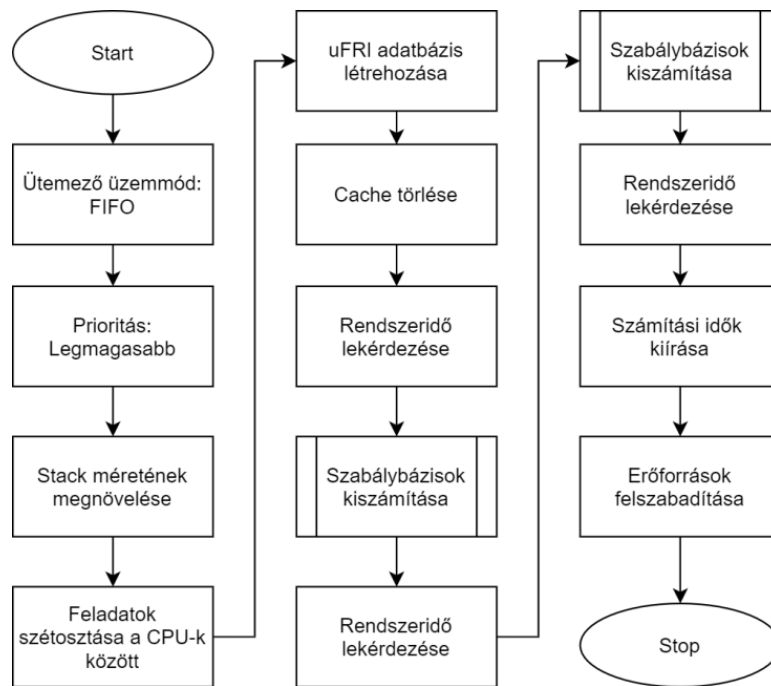 Start
Ütemező üzemmód:
FIFO
Prioritás:
Legmagasabb
Stack méretének
megnövelése
Feladatok
szétosztása a CPU-k
között
uFRI adatbázis
létrehozása
Cache törlése
Rendszeridő
lekérdezése
Szabálybázisok
kiszámítása
Rendszeridő
lekérdezése
Szabálybázisok
kiszámítása
Rendszeridő
lekérdezése
Számítási idők
kiírása
Erőforrások
felszabadítása
Stop